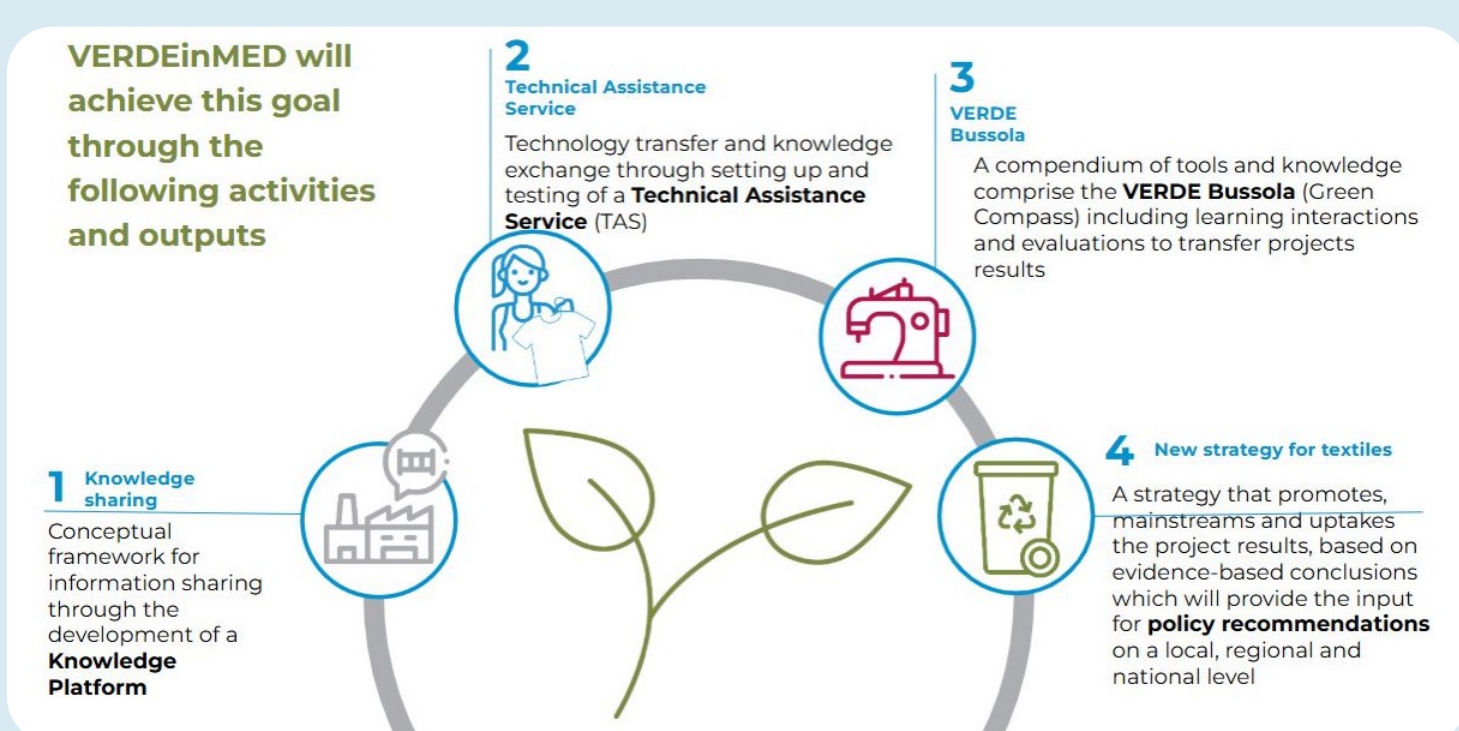 VERDEinMED will
achieve this goal
through the
following activities
and outputs
1
Knowledge
sharing
Conceptual
framework for
information sharing
through the
development of a
Knowledge
Platform
2
Technical Assistance
Service
Technology transfer and knowledge
exchange through setting up and
testing of a Technical Assistance
Service (TAS)
3
VERDE
Bussola
A compendium of tools and knowledge
comprise the VERDE Bussola (Green
Compass) including learning interactions
and evaluations to transfer projects
results
4 New strategy for textiles
A strategy that promotes,
mainstreams and uptakes
the project results, based on
evidence-based conclusions
which will provide the input
for policy recommendations
on a local, regional and
national level